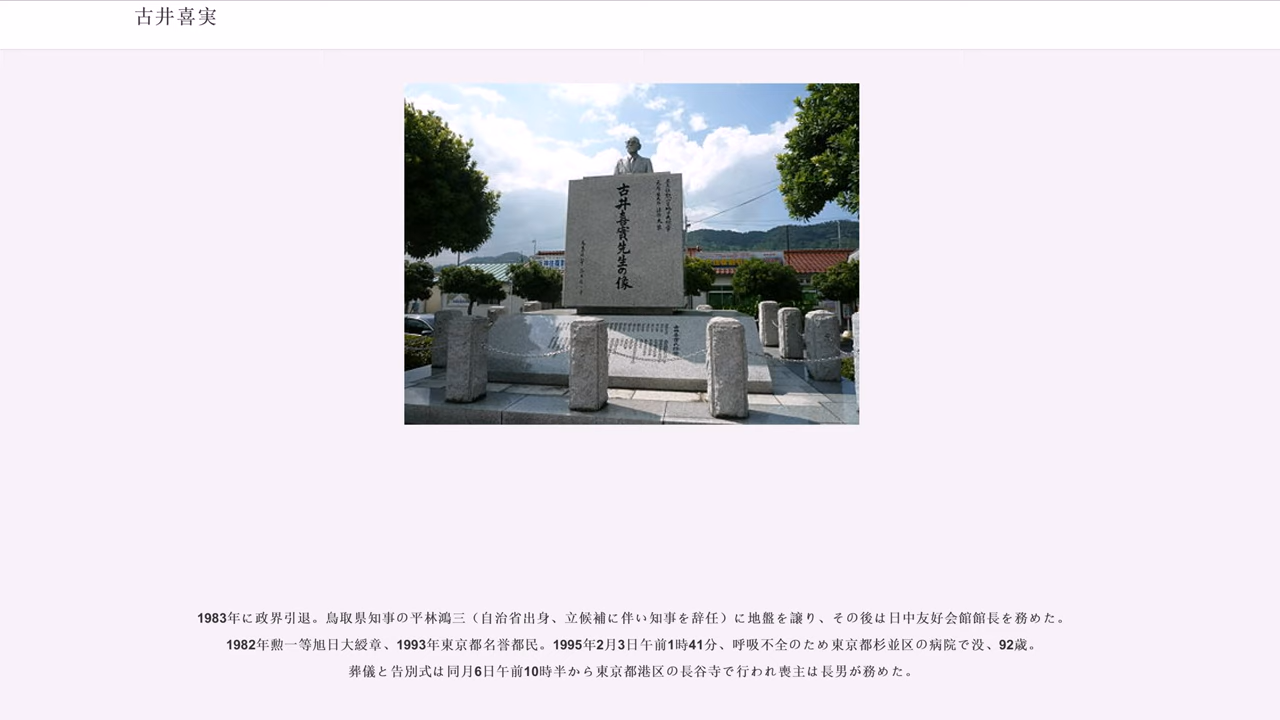 古井喜実
古井喜實先生の像
1983年に政界引退。鳥取県知事の平林鴻三（自治省出身、立候補に伴い知事を辞任）に地盤を譲り、その後は日中友好会館館長を務めた。
1982年勲一等旭日大綬章、1993年東京都名誉都民。1995年2月3日午前1時41分、呼吸不全のため東京都杉並区の病院で没、92歳。
葬儀と告別式は同月6日午前10時半から東京都港区の長谷寺で行われ喪主は長男が務めた。